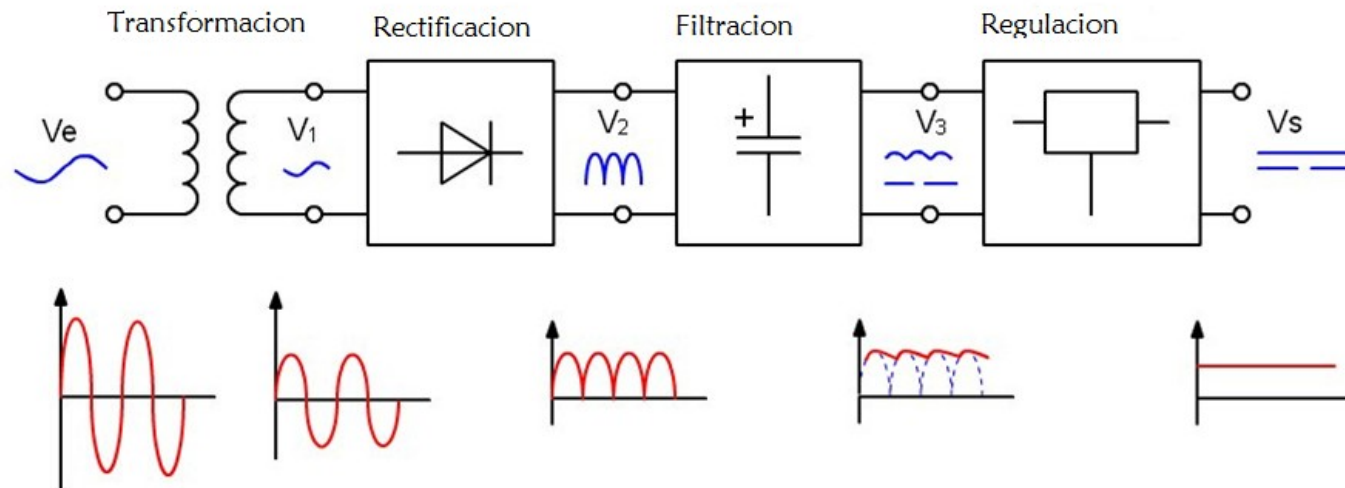 Transformacion
Rectificacion
Filtracion
Regulacion
Ve
V1
V2
+
V3
Vs